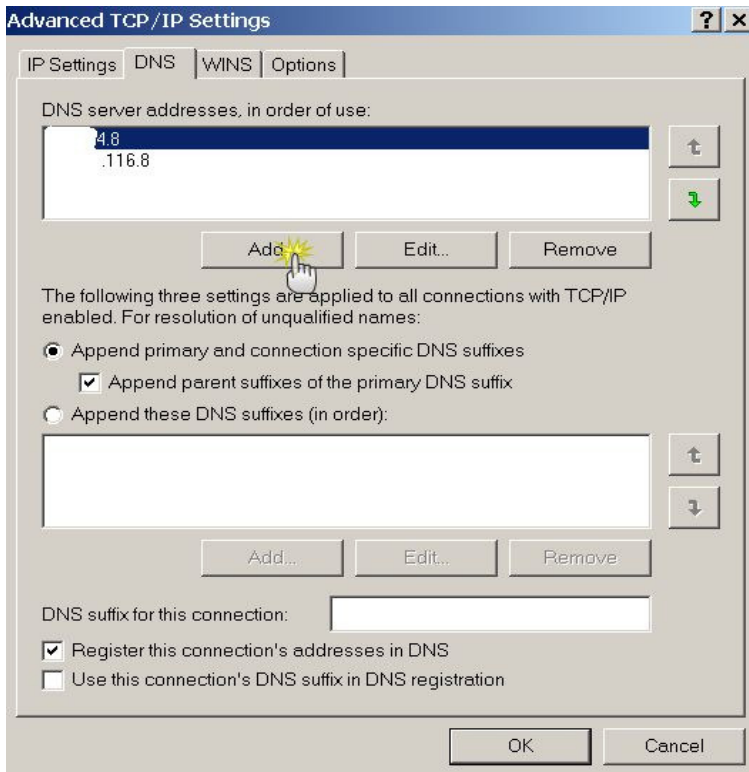 Advanced TCP/IP Settings
IP Settings DNS WINS Options
DNS server addresses, in order of use:
4.8
.116.8
Add Edit... Remove
The following three settings are applied to all connections with TCP/IP
enabled. For resolution of unqualified names:
Append primary and connection specific DNS suffixes
Append parent suffixes of the primary DNS suffix
Append these DNS suffixes (in order):
Add... Edit... Remove
DNS suffix for this connection:
Register this connection's addresses in DNS
Use this connection's DNS suffix in DNS registration
OK Cancel